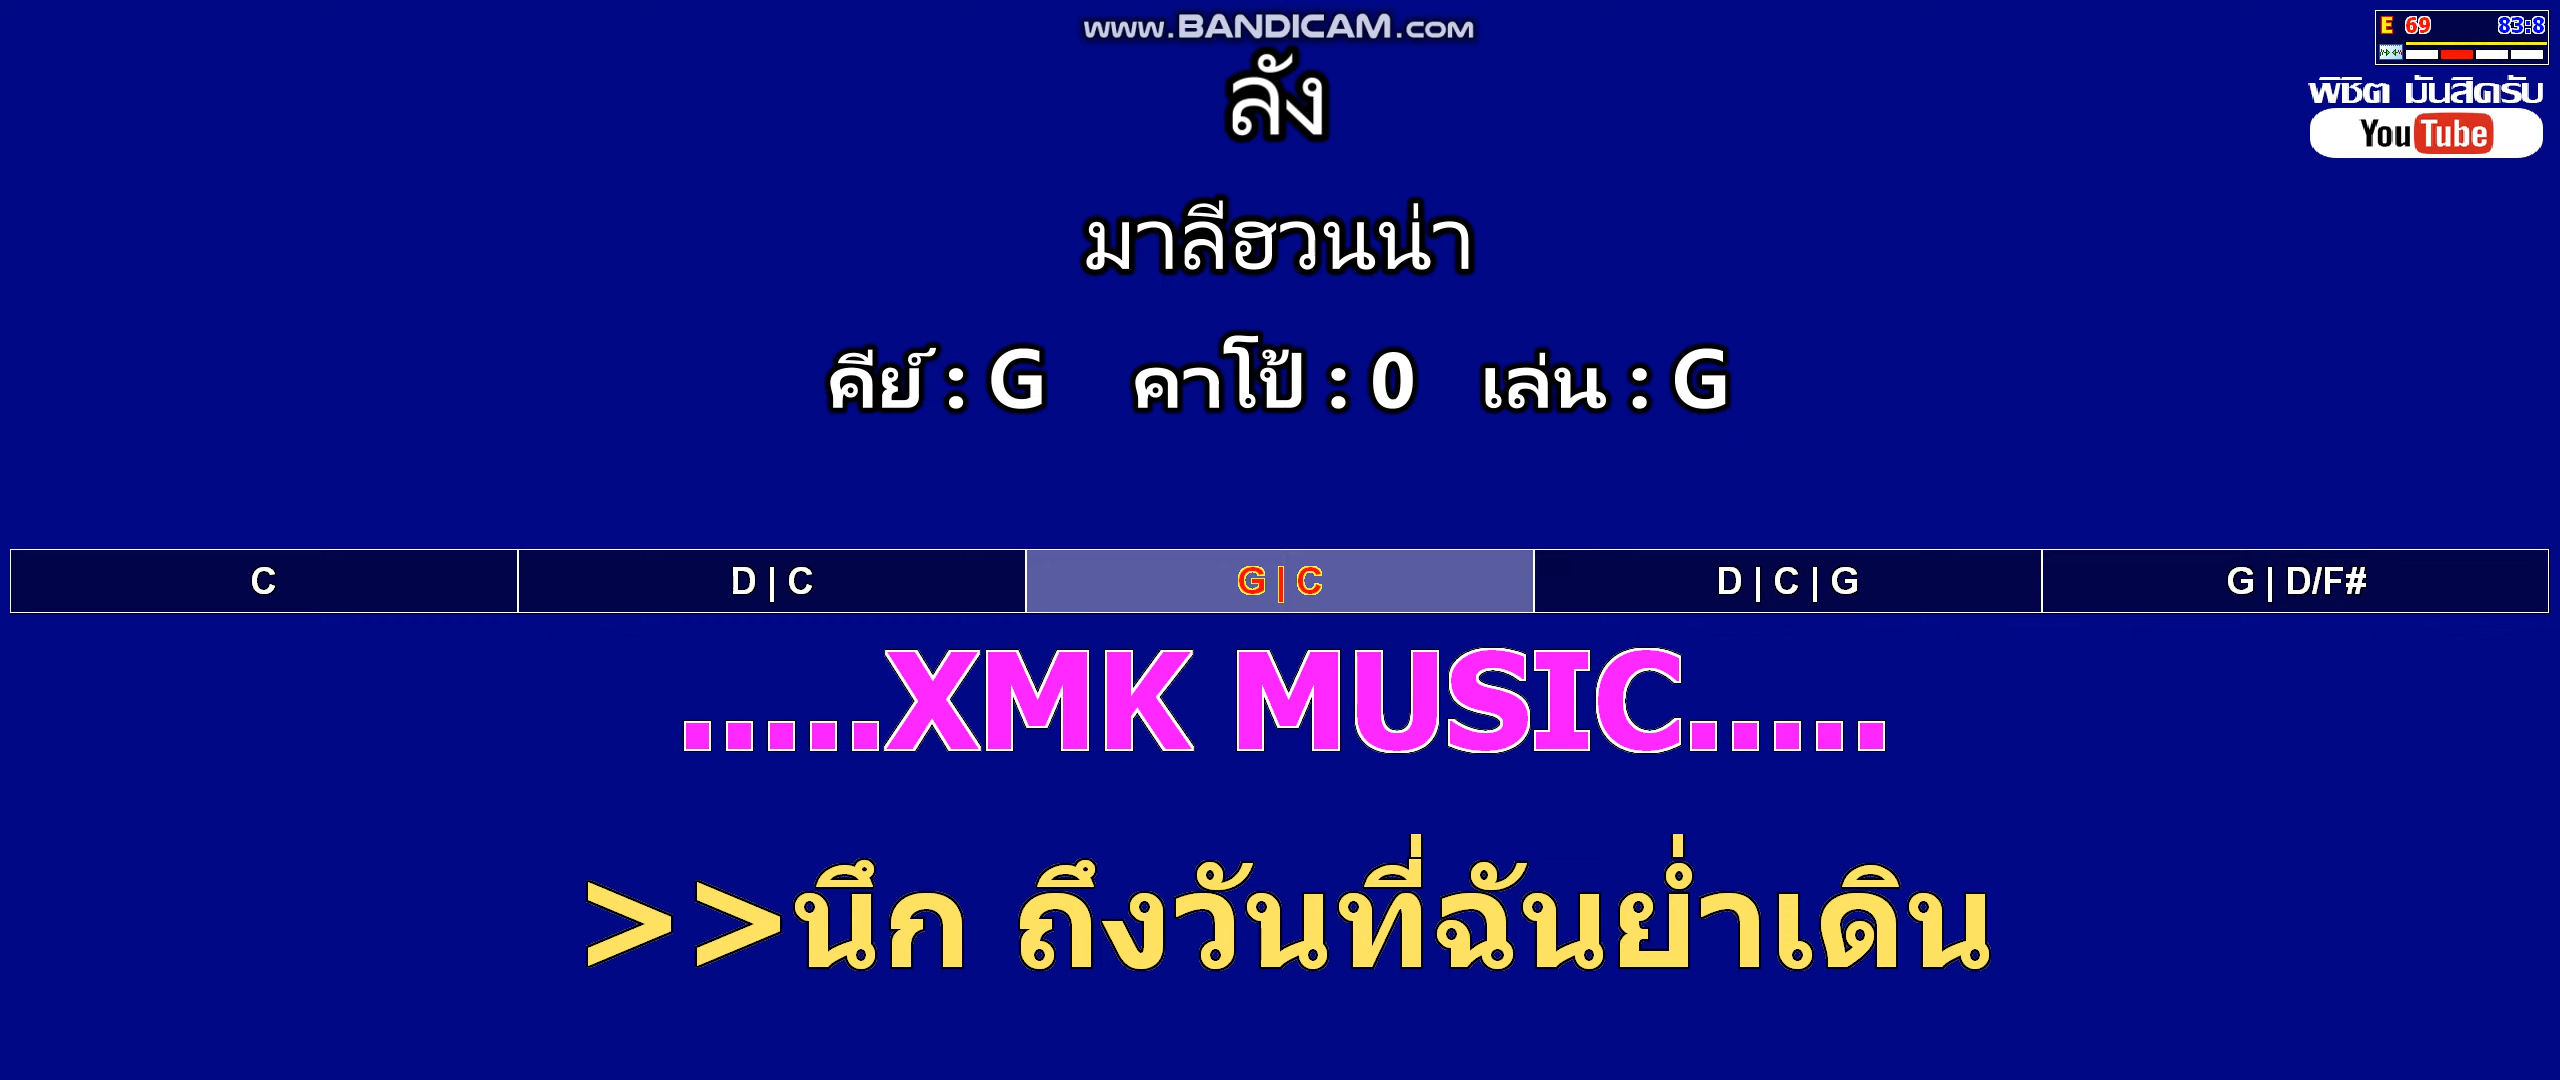 www.BANDICAM.com
E 69 83:8
ลัง
พิชิต มันสิครับ
YouTube
มาลีฮวนน่า
คีย์ : G คาโป้ : 0 เล่น : G
C D | C G | C D | C | G G | D/F#
.....XMK MUSIC.....
>>นึก ถึงวันที่ฉันย่ำเดิน